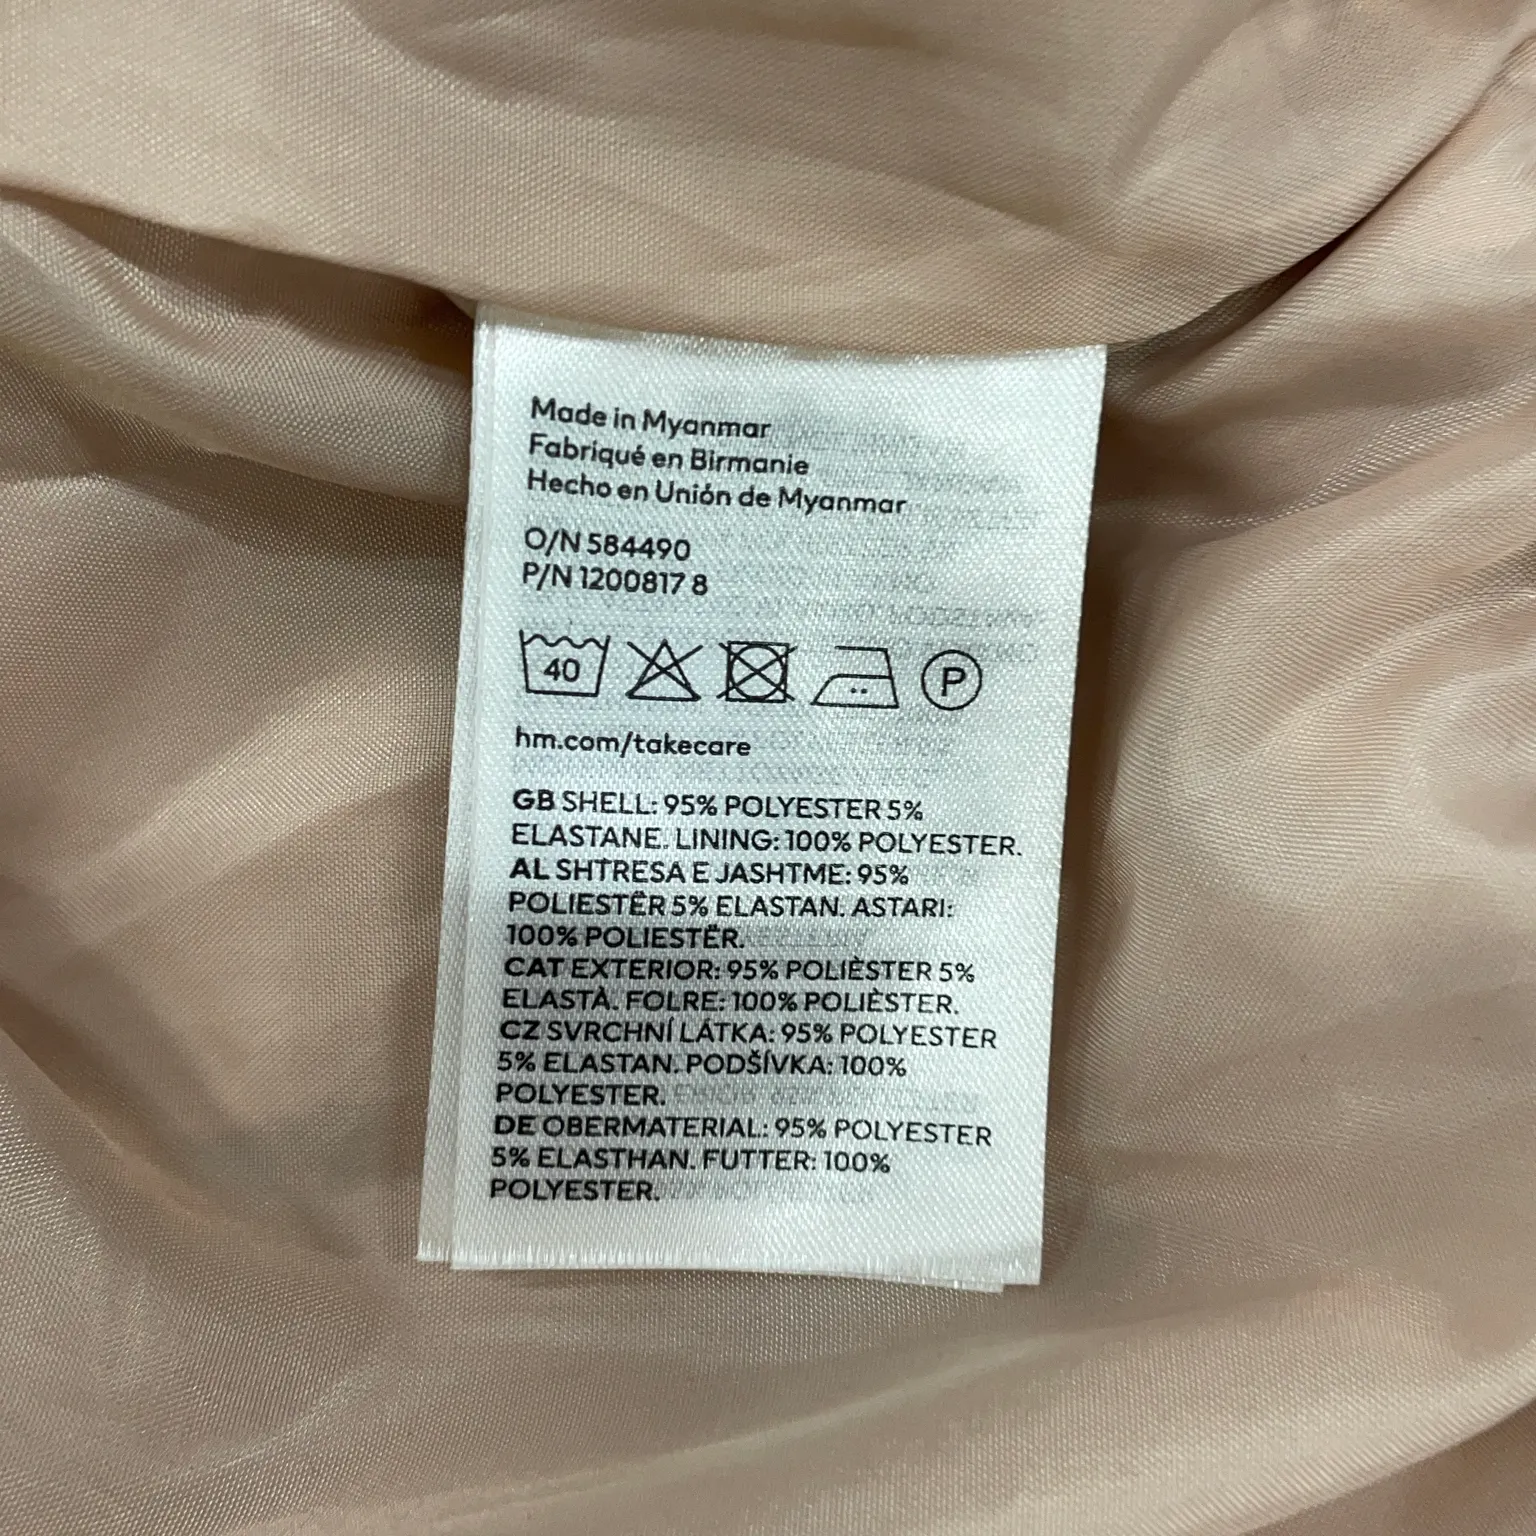 Made in Myanmar
Fabriqué en Birmanie
Hecho en Unión de Myanmar
O/N 584490
P/N 1200817 8
40
P
hm.com/takecare
GB SHELL: 95% POLYESTER 5%
ELASTANE. LINING: 100% POLYESTER.
AL SHTRESA E JASHTME: 95%
POLIESTËR 5% ELASTAN. ASTARI:
100% POLIESTËR.
CAT EXTERIOR: 95% POLIÈSTER 5%
ELASTÀ. FOLRE: 100% POLIÈSTER.
CZ SVRCHNÍ LÁTKA: 95% POLYESTER
5% ELASTAN. PODŠÍVKA: 100%
POLYESTER.
DE OBERMATERIAL: 95% POLYESTER
5% ELASTHAN. FUTTER: 100%
POLYESTER.